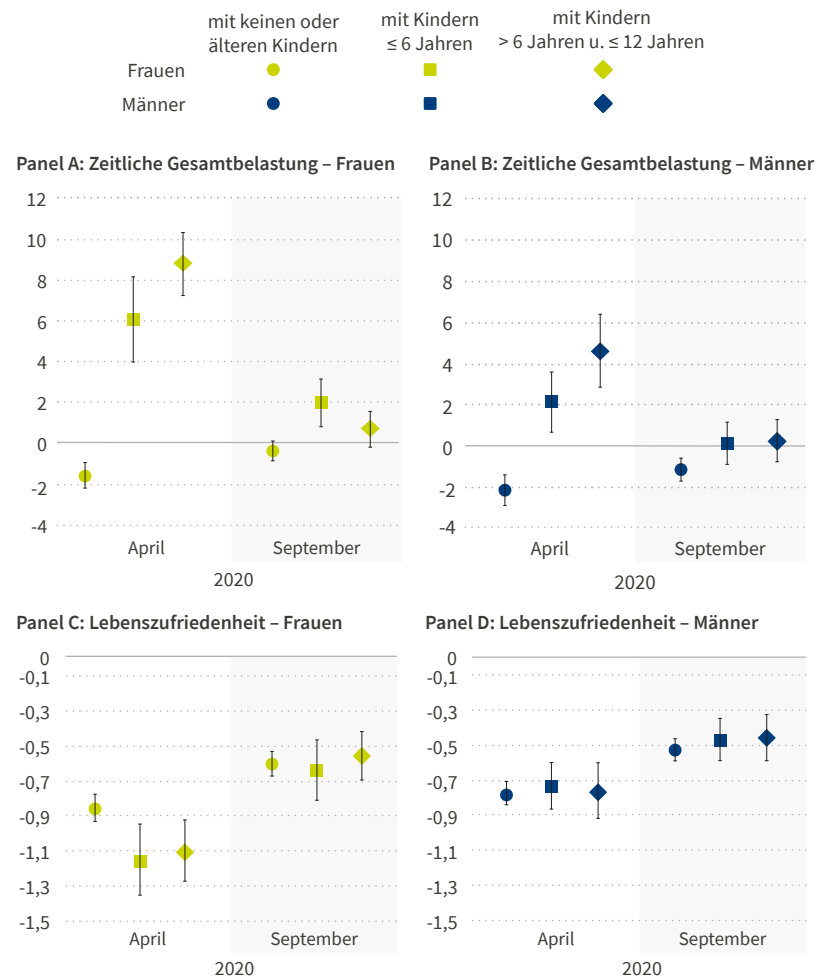 mit keinen oder
älteren Kindern
mit Kindern
≤ 6 Jahren
mit Kindern
> 6 Jahren u. ≤ 12 Jahren
Frauen
Männer
Panel A: Zeitliche Gesamtbelastung – Frauen
12
10
8
6
4
2
0
-2
-4
April
September
2020
Panel B: Zeitliche Gesamtbelastung – Männer
12
10
8
6
4
2
0
-2
-4
April
September
2020
Panel C: Lebenszufriedenheit – Frauen
0
-0,1
-0,3
-0,5
-0,7
-0,9
-1,1
-1,3
-1,5
April
September
2020
Panel D: Lebenszufriedenheit – Männer
0
-0,1
-0,3
-0,5
-0,7
-0,9
-1,1
-1,3
-1,5
April
September
2020